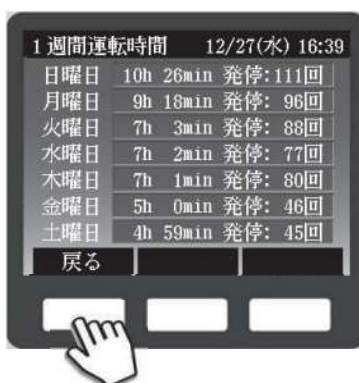 1週間運転時間 12/27(水) 16:39
日曜日 10h 26min 発停:111回
月曜日 9h 18min 発停: 96回
火曜日 7h 3min 発停: 88回
水曜日 7h 2min 発停: 77回
木曜日 7h 1min 発停: 80回
金曜日 5h 0min 発停: 46回
土曜日 4h 59min 発停: 45回
戻る